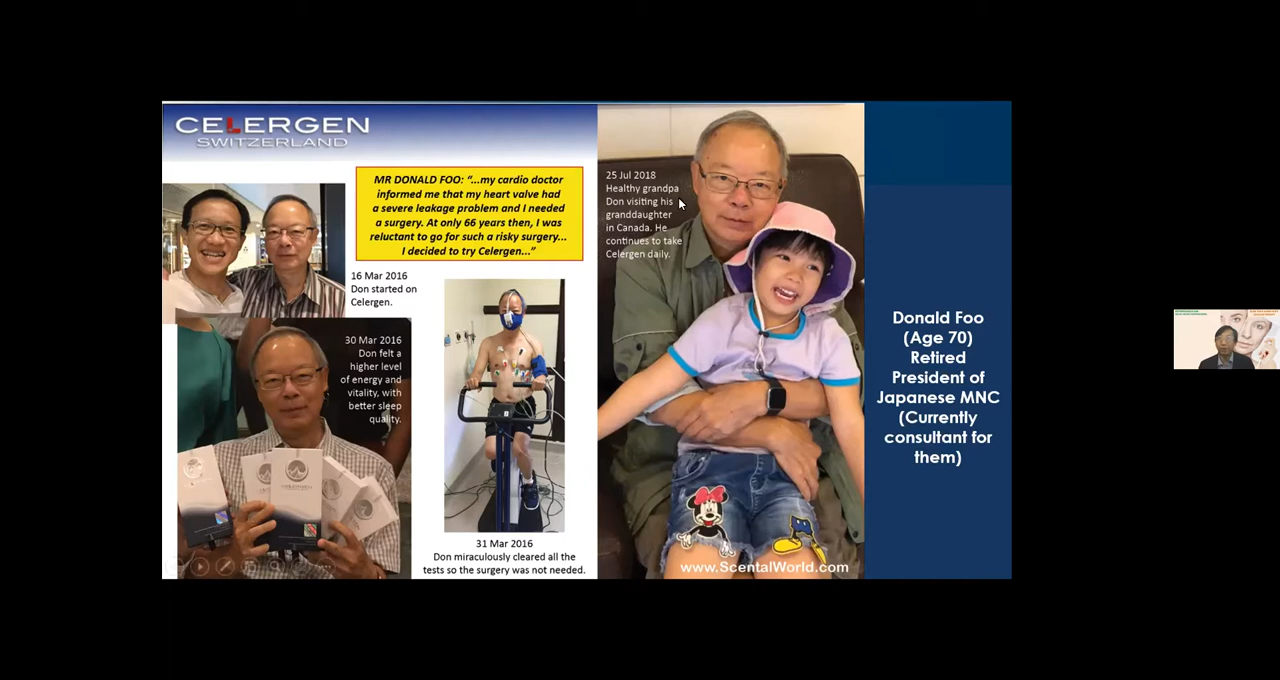 CELERGEN
SWITZERLAND
MR DONALD FOO: "...my cardio doctor
informed me that my heart valve had
a severe leakage problem and I needed
a surgery. At only 66 years then, I was
reluctant to go for such a risky surgery...
I decided to try Celergen..."
16 Mar 2016
Don started on
Celergen.
30 Mar 2016
Don felt a
higher level
of energy and
vitality, with
better sleep
quality.
31 Mar 2016
Don miraculously cleared all the
tests so the surgery was not needed.
25 Jul 2018
Healthy grandpa
Don visiting his
granddaughter
in Canada. He
continues to take
Celergen daily.
www.ScentalWorld.com
Donald Foo
(Age 70)
Retired
President of
Japanese MNC
(Currently
consultant for
them)